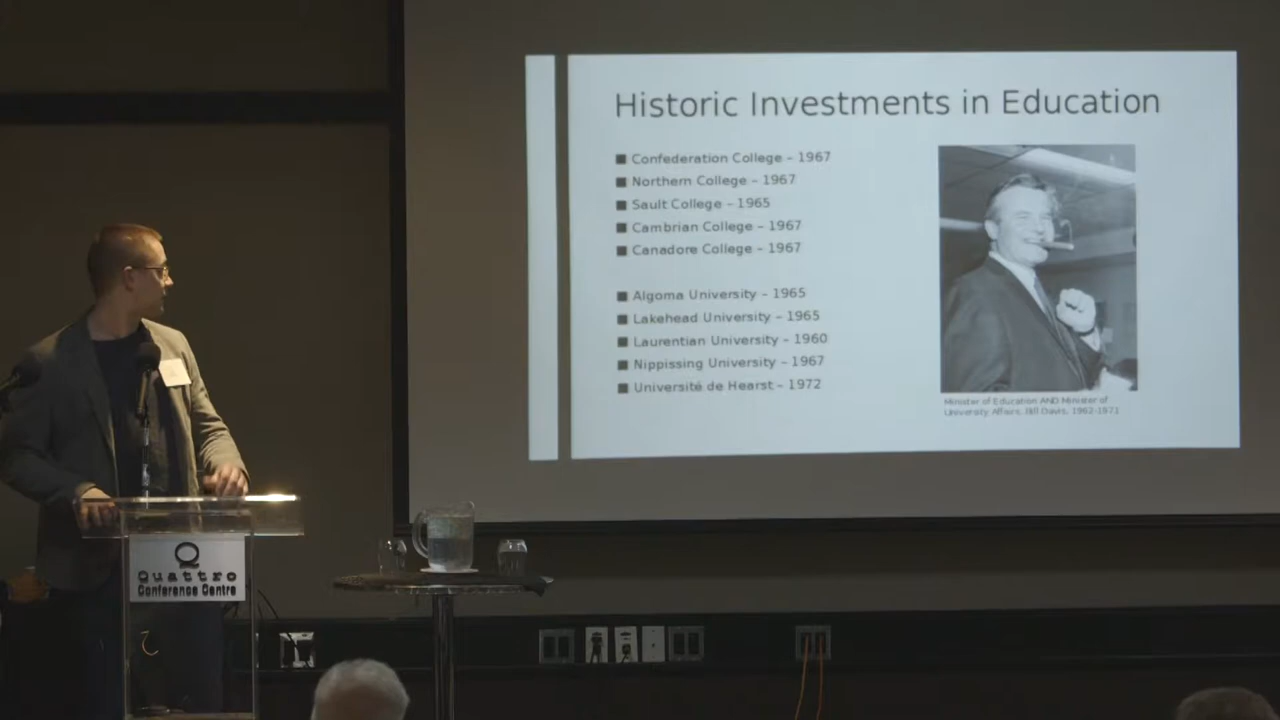 Historic Investments in Education
Confederation College – 1967
Northern College – 1967
Sault College – 1965
Cambrian College – 1967
Canadore College – 1967
Algoma University – 1965
Lakehead University – 1965
Laurentian University – 1960
Nippissing University – 1967
Université de Hearst – 1972
Minister of Education AND Minister of
University Affairs, Bill Davis, 1962-1971
Quattro
Conference Centre